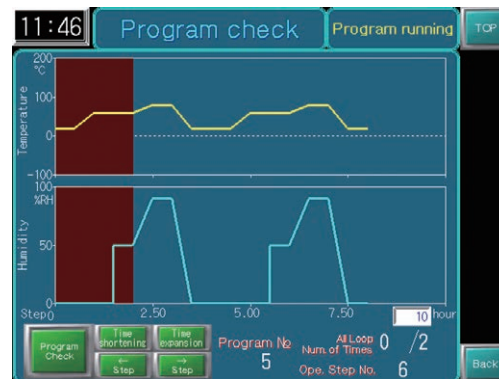 11:46 Program check Program running TOP
200
°C
100
Temperature
0
-100
100
%RH
50
Humidity
0
Step0 2.50 5.00 7.50 10 hour
Program Check
Time shortening
Time expansion
← Step
→ Step
Program №
5
All Loop
Num. of Times 0 /2
Ope. Step No. 6
Back